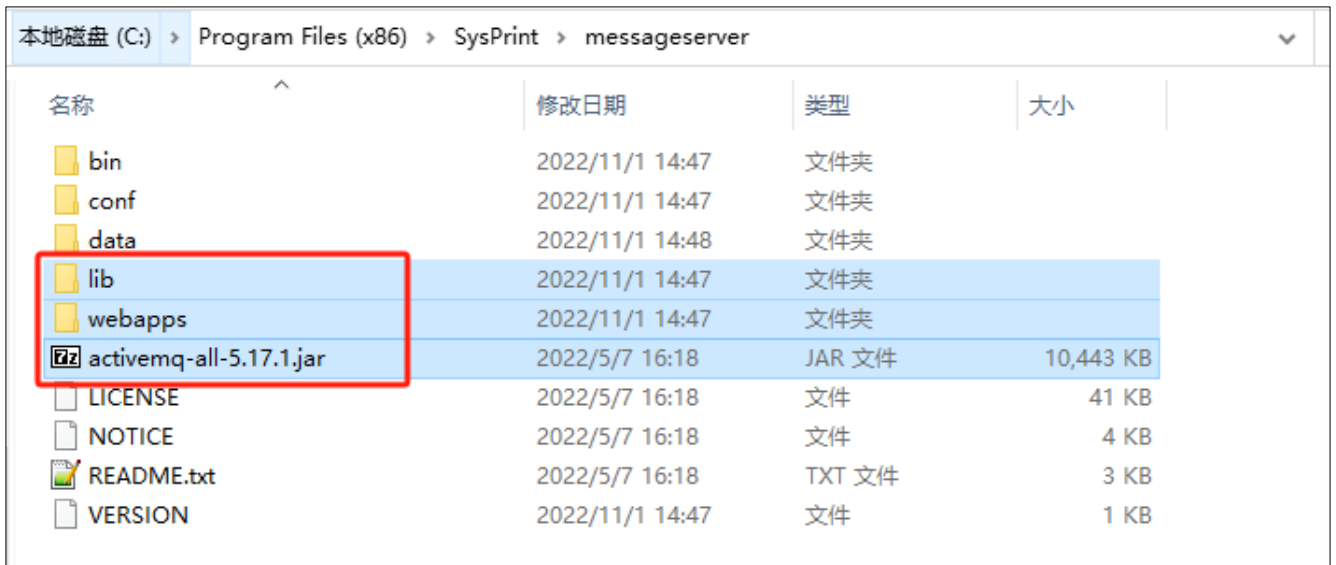 本地磁盘 (C:) › Program Files (x86) › SysPrint › messageserver
名称 修改日期 类型 大小
bin 2022/11/1 14:47 文件夹
conf 2022/11/1 14:47 文件夹
data 2022/11/1 14:48 文件夹
lib 2022/11/1 14:47 文件夹
webapps 2022/11/1 14:47 文件夹
activemq-all-5.17.1.jar 2022/5/7 16:18 JAR 文件 10,443 KB
LICENSE 2022/5/7 16:18 文件 41 KB
NOTICE 2022/5/7 16:18 文件 4 KB
README.txt 2022/5/7 16:18 TXT 文件 3 KB
VERSION 2022/11/1 14:47 文件 1 KB